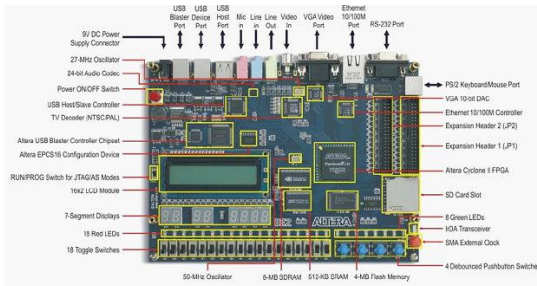 USB Blaster Port
USB Device Port
USB Host Port
Mic in
Line in
Line Out
Video In
VGA Video Port
Ethernet 10/100M Port
RS-232 Port
9V DC Power Supply Connector
27-MHz Oscillator
24-bit Audio Codec
Power ON/OFF Switch
USB Host/Slave Controller
TV Decoder (NTSC/PAL)
Altera USB Blaster Controller Chipset
Altera EPCS16 Configuration Device
RUN/PROG Switch for JTAG/AS Modes
16x2 LCD Module
7-Segment Displays
18 Red LEDs
18 Toggle Switches
PS/2 Keyboard/Mouse Port
VGA 10-bit DAC
Ethernet 10/100M Controller
Expansion Header 2 (JP2)
Expansion Header 1 (JP1)
Altera Cyclone II FPGA
SD Card Slot
8 Green LEDs
IrDA Transceiver
SMA External Clock
4 Debounced Pushbutton Switches
50-MHz Oscillator
8-MB SDRAM
512-KB SRAM
4-MB Flash Memory
ALTERA
ALTERA